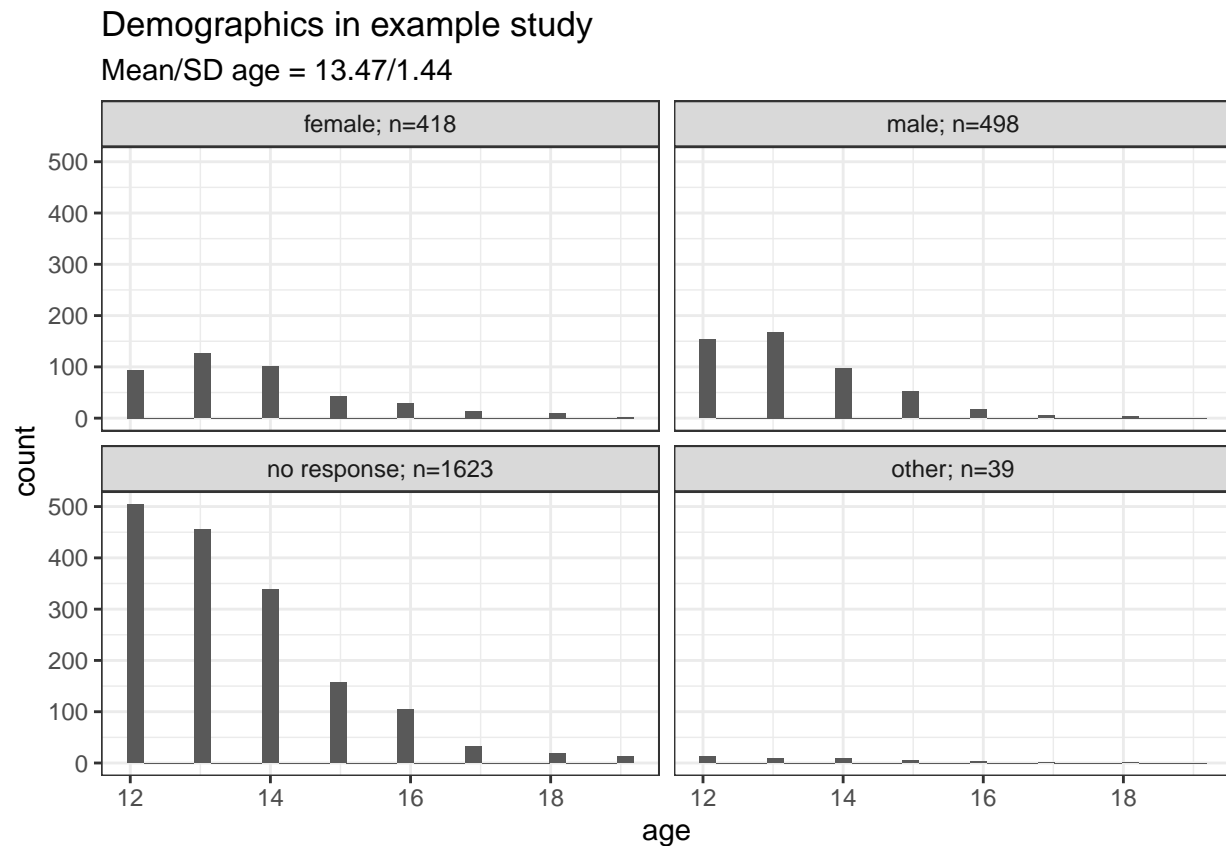 Demographics in example study
Mean/SD age = 13.47/1.44
female; n=418
male; n=498
500
400
300
200
100
0
count
no response; n=1623
other; n=39
500
400
300
200
100
0
12 14 16 18
12 14 16 18
age